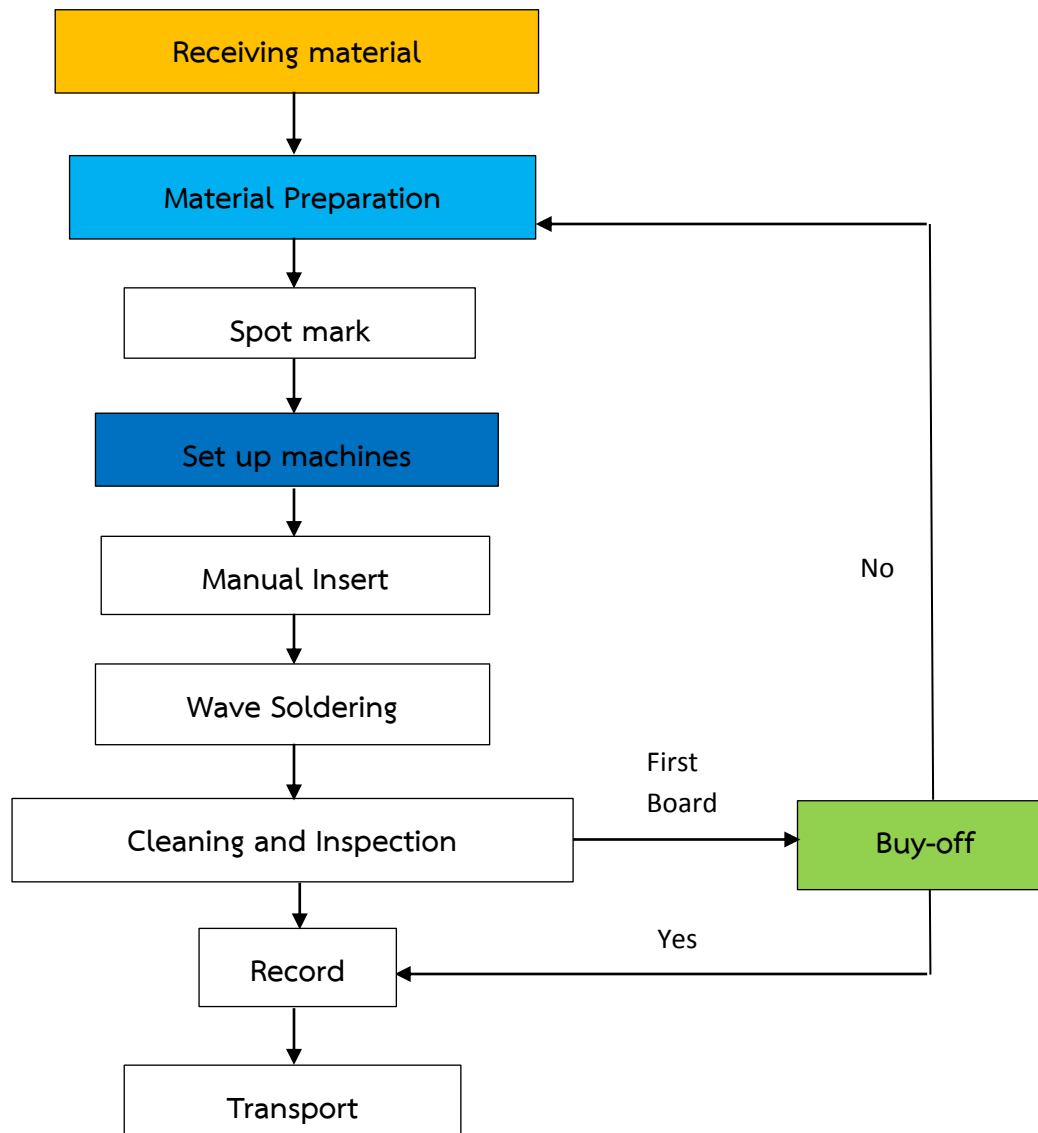 Receiving material
Material Preparation
Spot mark
Set up machines
Manual Insert
No
Wave Soldering
First
Board
Cleaning and Inspection
Buy-off
Yes
Record
Transport